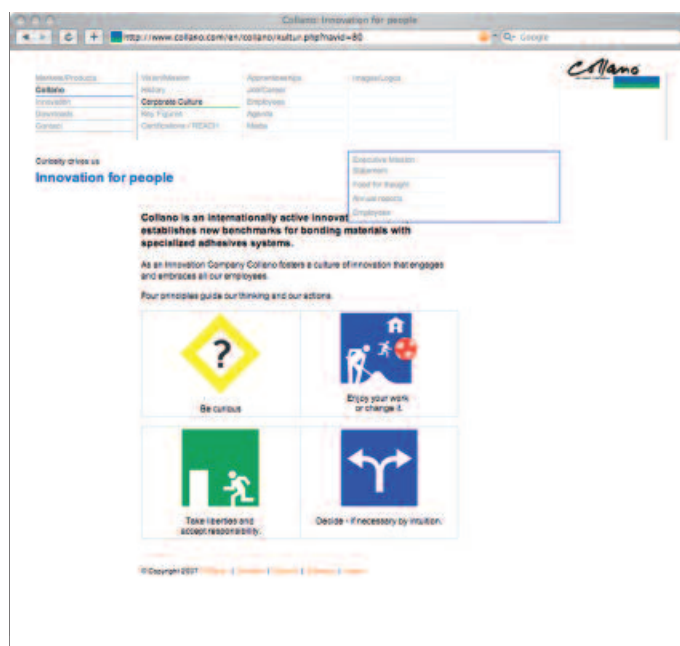 Collano: Innovation for people
http://www.collano.com/en/collano/kultur.php?navid=80
Q- Google
Collano
Markets/Products
Collano
Innovation
Downloads
Contact
Vision/Mission
History
Corporate Culture
Key Figures
Certifications / REACH
Apprenticeships
Job/Career
Employees
Agenda
Media
Images/Logos
Curiosity drives us
Innovation for people
Executive Mission
Statement
Food for thought
Annual reports
Employees
Collano is an internationally active innovat
establishes new benchmarks for bonding materials with
specialized adhesives systems.
As an Innovation Company Collano fosters a culture of innovation that engages
and embraces all our employees.
Four principles guide our thinking and our actions
?
Be curious
Enjoy your work
or change it.
Take liberties and
accept responsibility.
Decide - if necessary by intuition.
© Copyright 2007